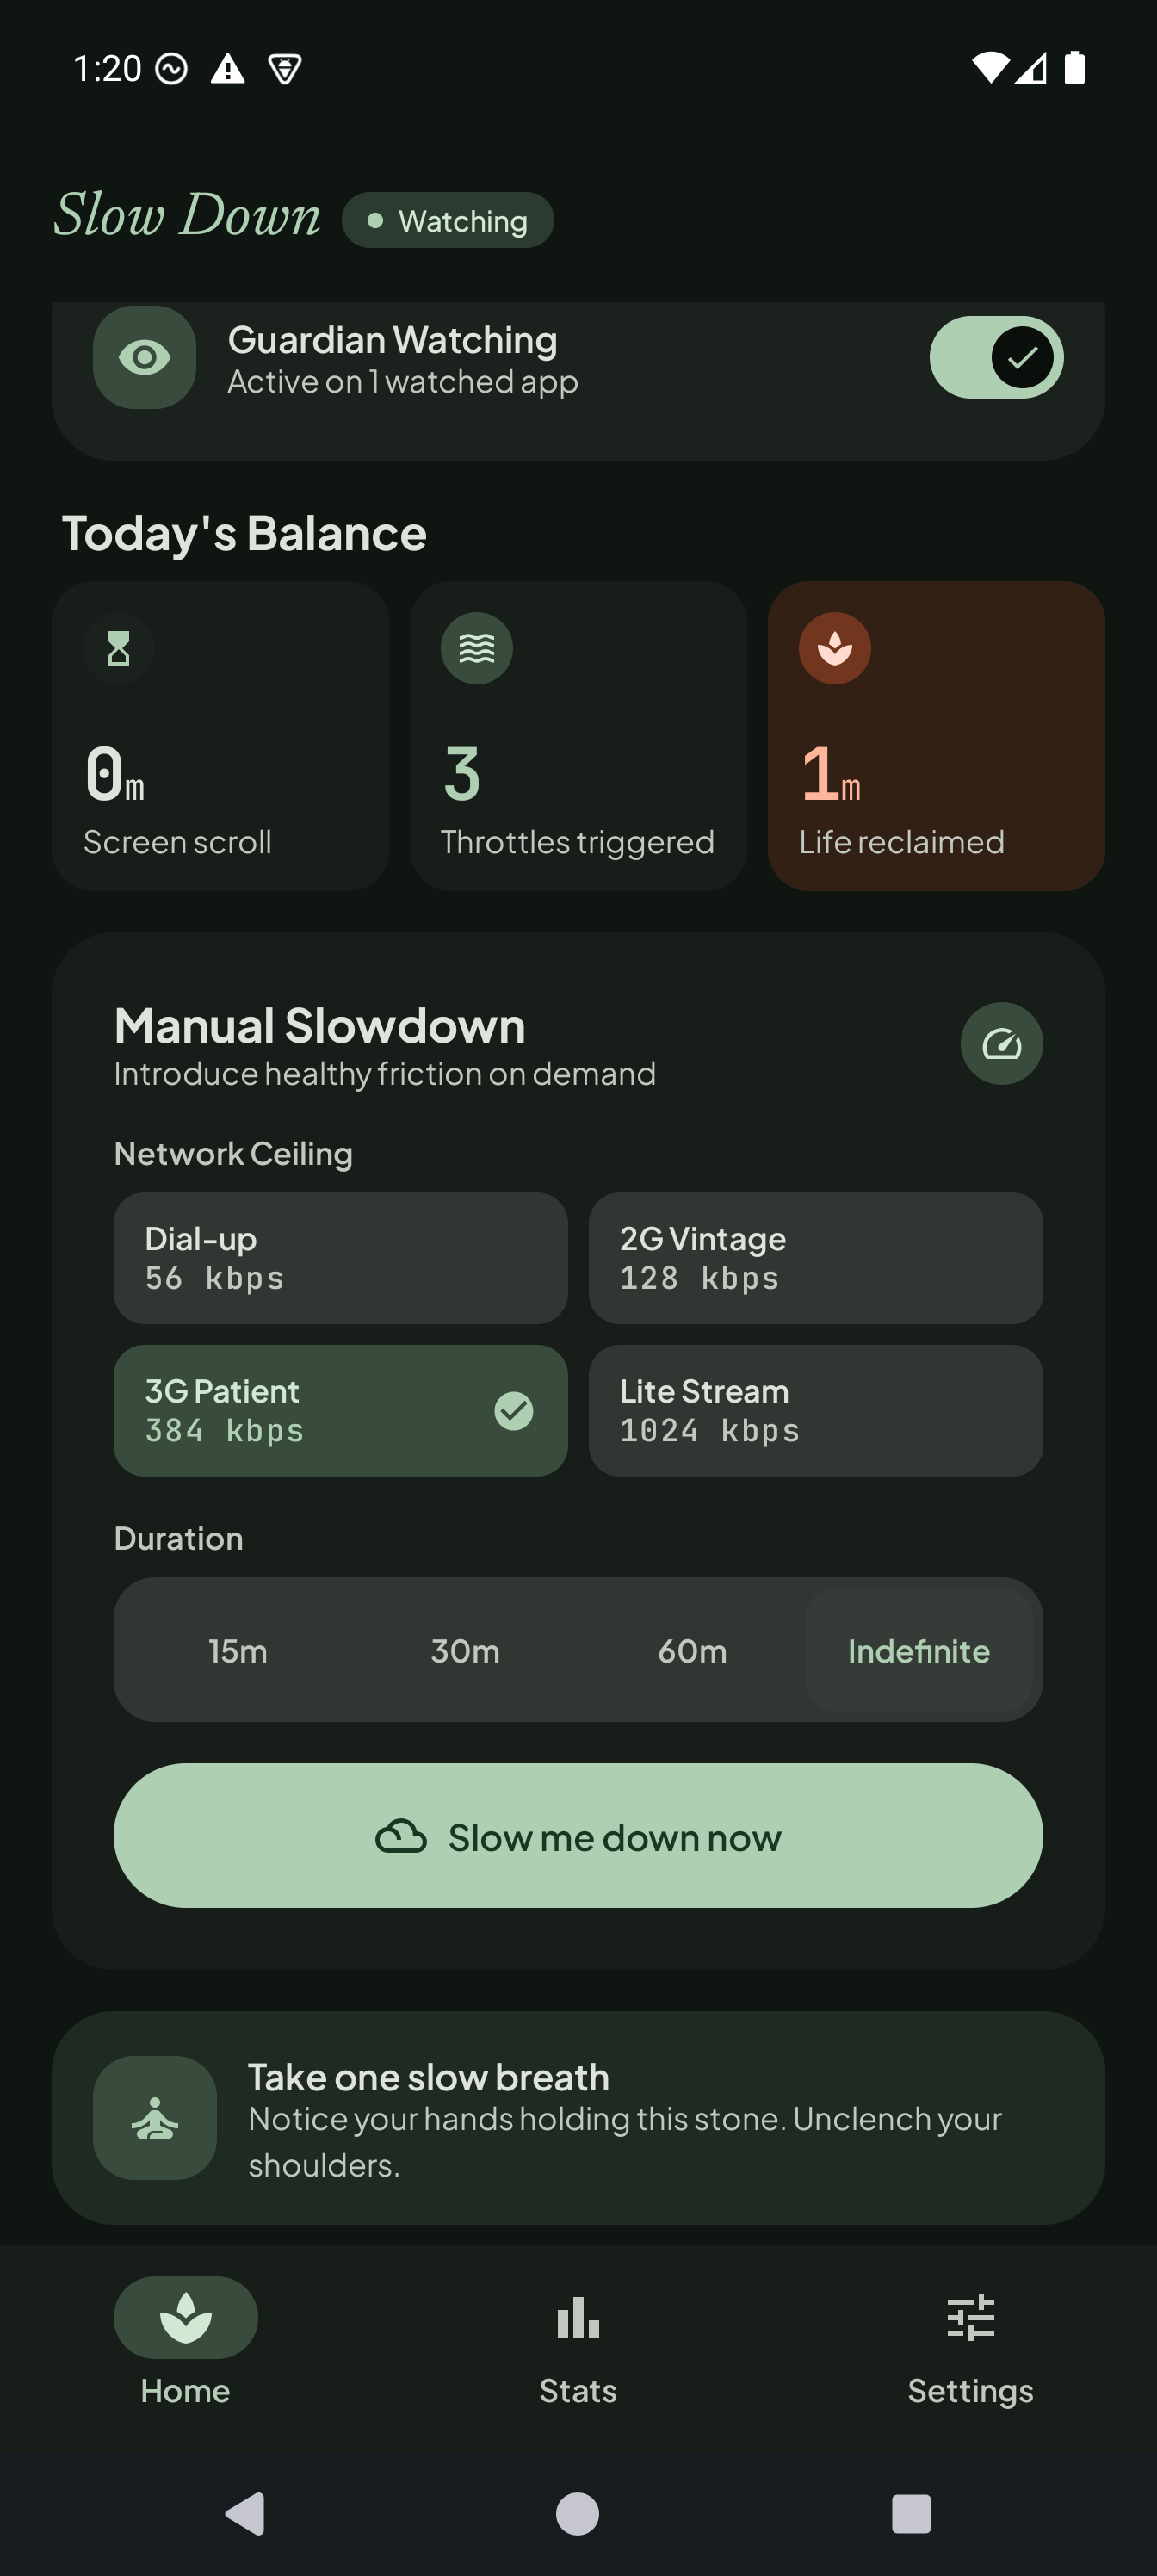 1:20
Slow Down
Watching
Guardian Watching
Active on 1 watched app
Today's Balance
0m
Screen scroll
3
Throttles triggered
1m
Life reclaimed
Manual Slowdown
Introduce healthy friction on demand
Network Ceiling
Dial-up
56 kbps
2G Vintage
128 kbps
3G Patient
384 kbps
Lite Stream
1024 kbps
Duration
15m
30m
60m
Indefinite
Slow me down now
Take one slow breath
Notice your hands holding this stone. Unclench your
shoulders.
Home
Stats
Settings